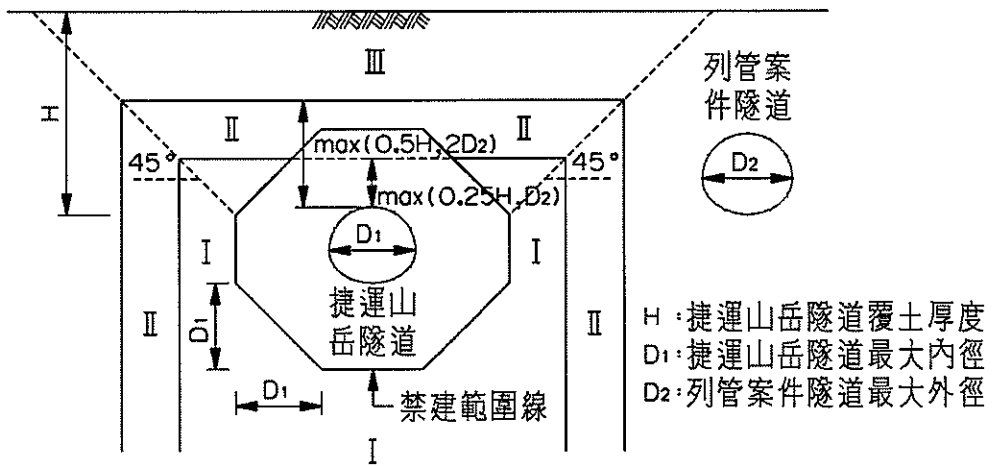 Ⅲ
列管案
件隧道
H
Ⅱ
Ⅱ
max(0.5H,2D2)
45°
45°
D2
max(0.25H,D2)
Ⅰ
D1
Ⅰ
捷運山
岳隧道
Ⅱ
D1
Ⅱ
H:捷運山岳隧道覆土厚度
D1:捷運山岳隧道最大內徑
D2:列管案件隧道最大外徑
D1
禁建範圍線
Ⅰ